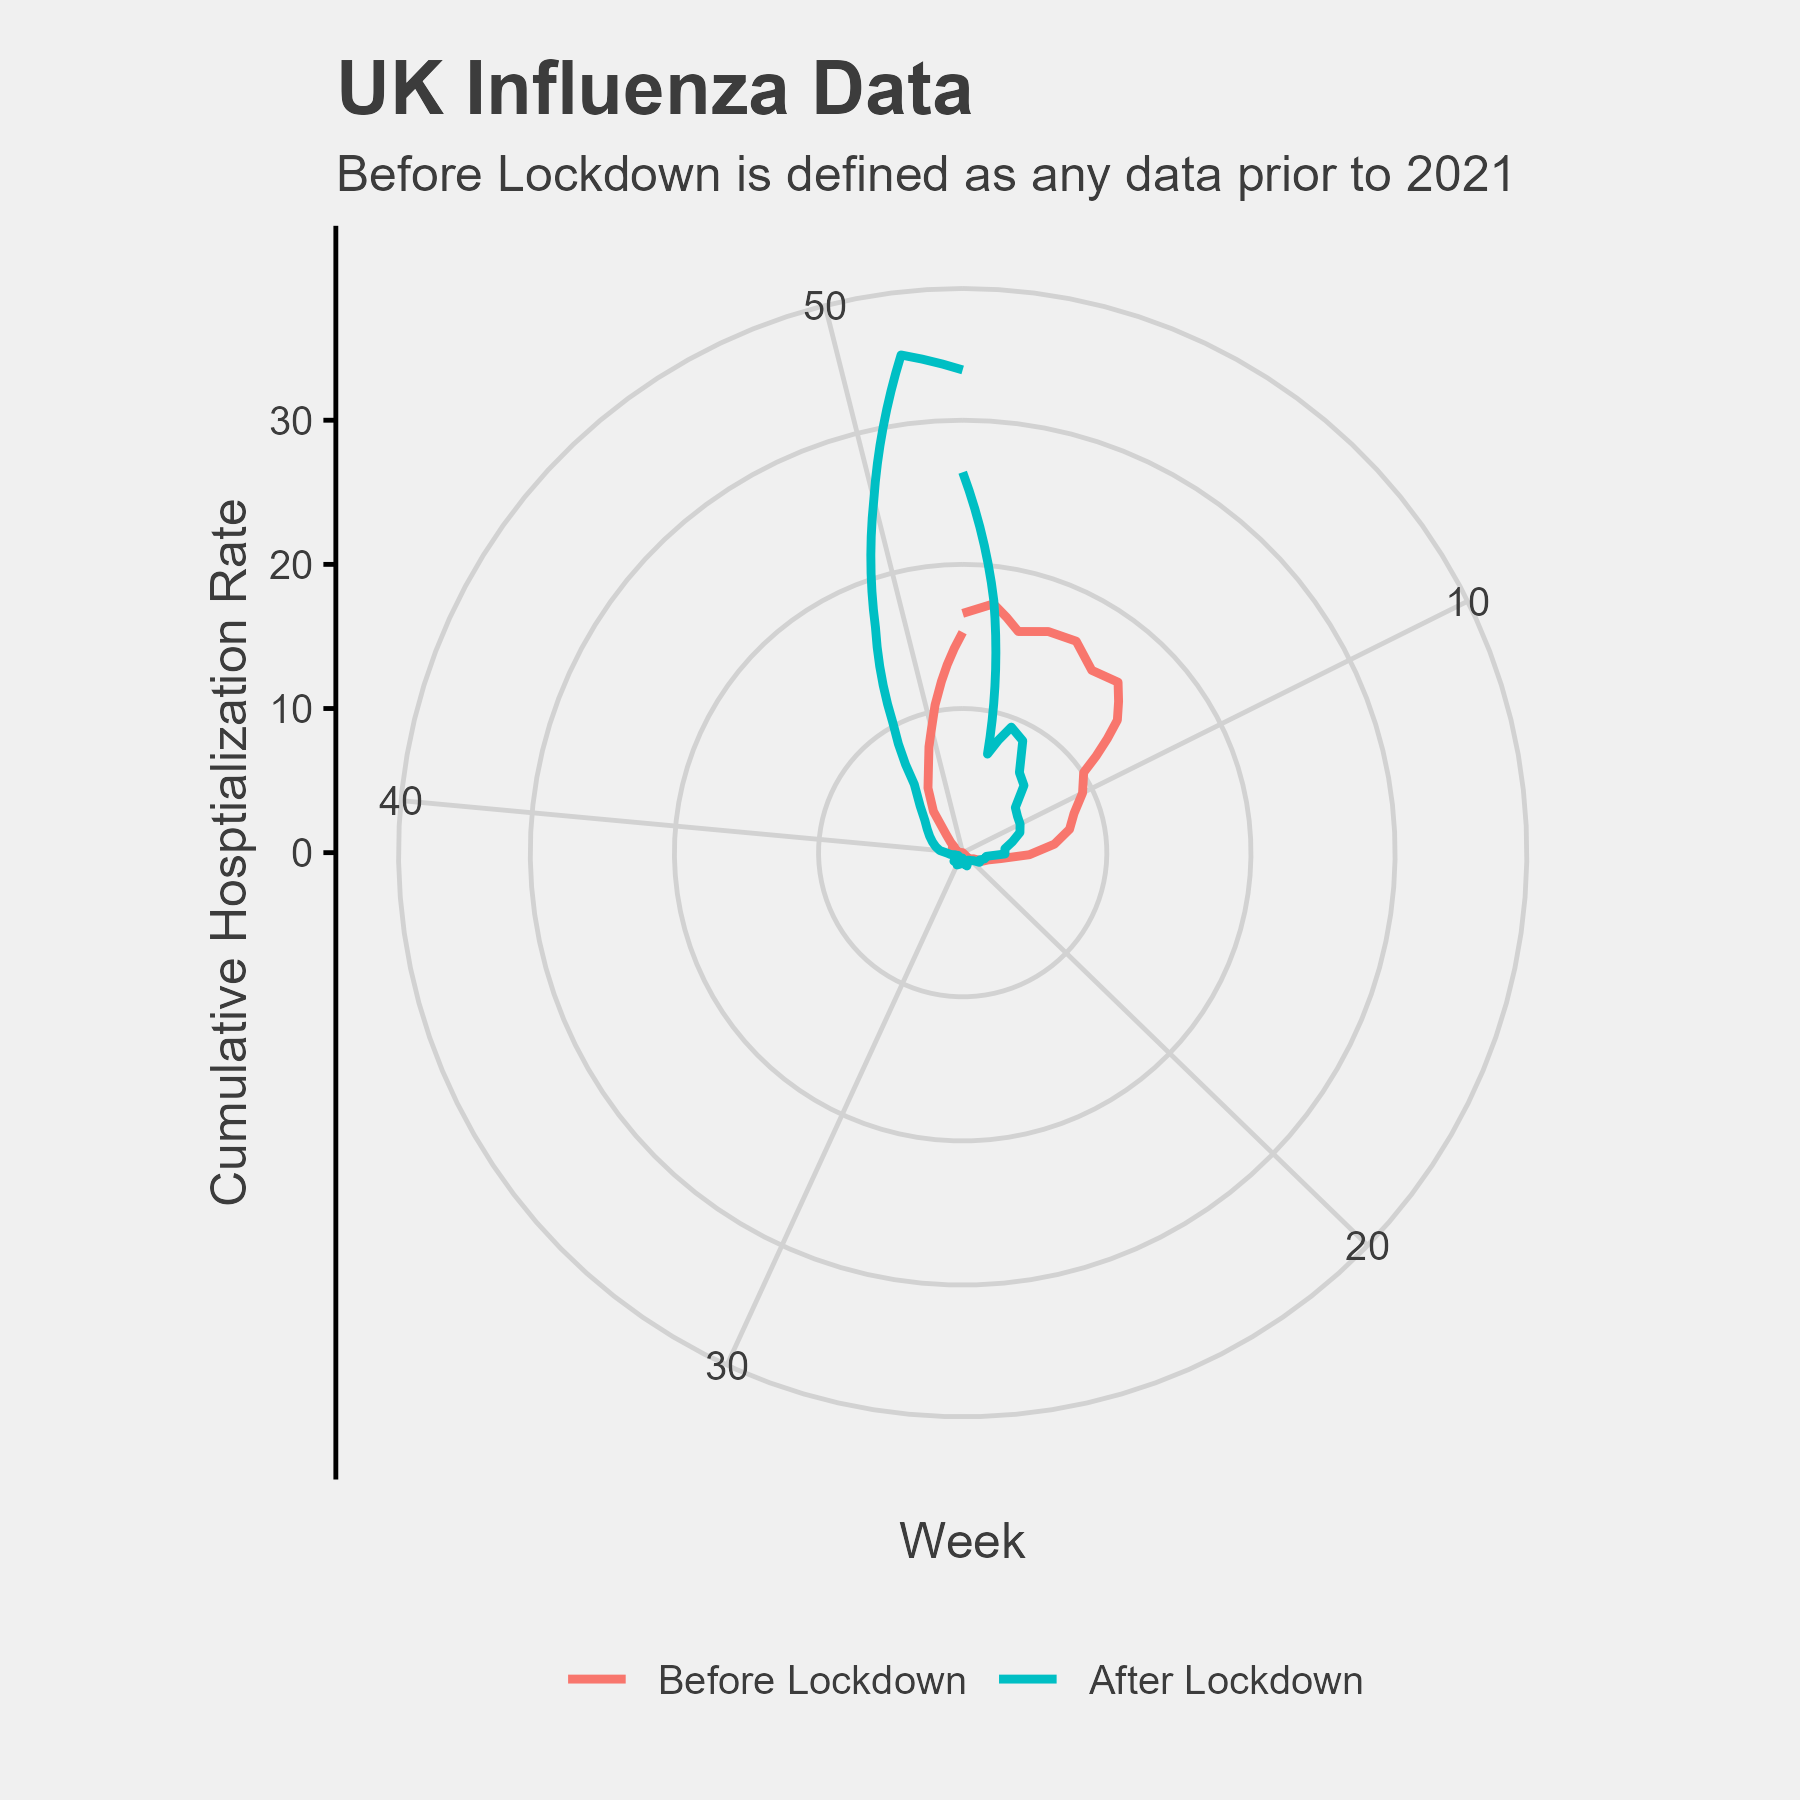 UK Influenza Data
Before Lockdown is defined as any data prior to 2021
Cumulative Hosptialization Rate
30
20
10
0
50
10
40
20
30
Week
Before Lockdown
After Lockdown